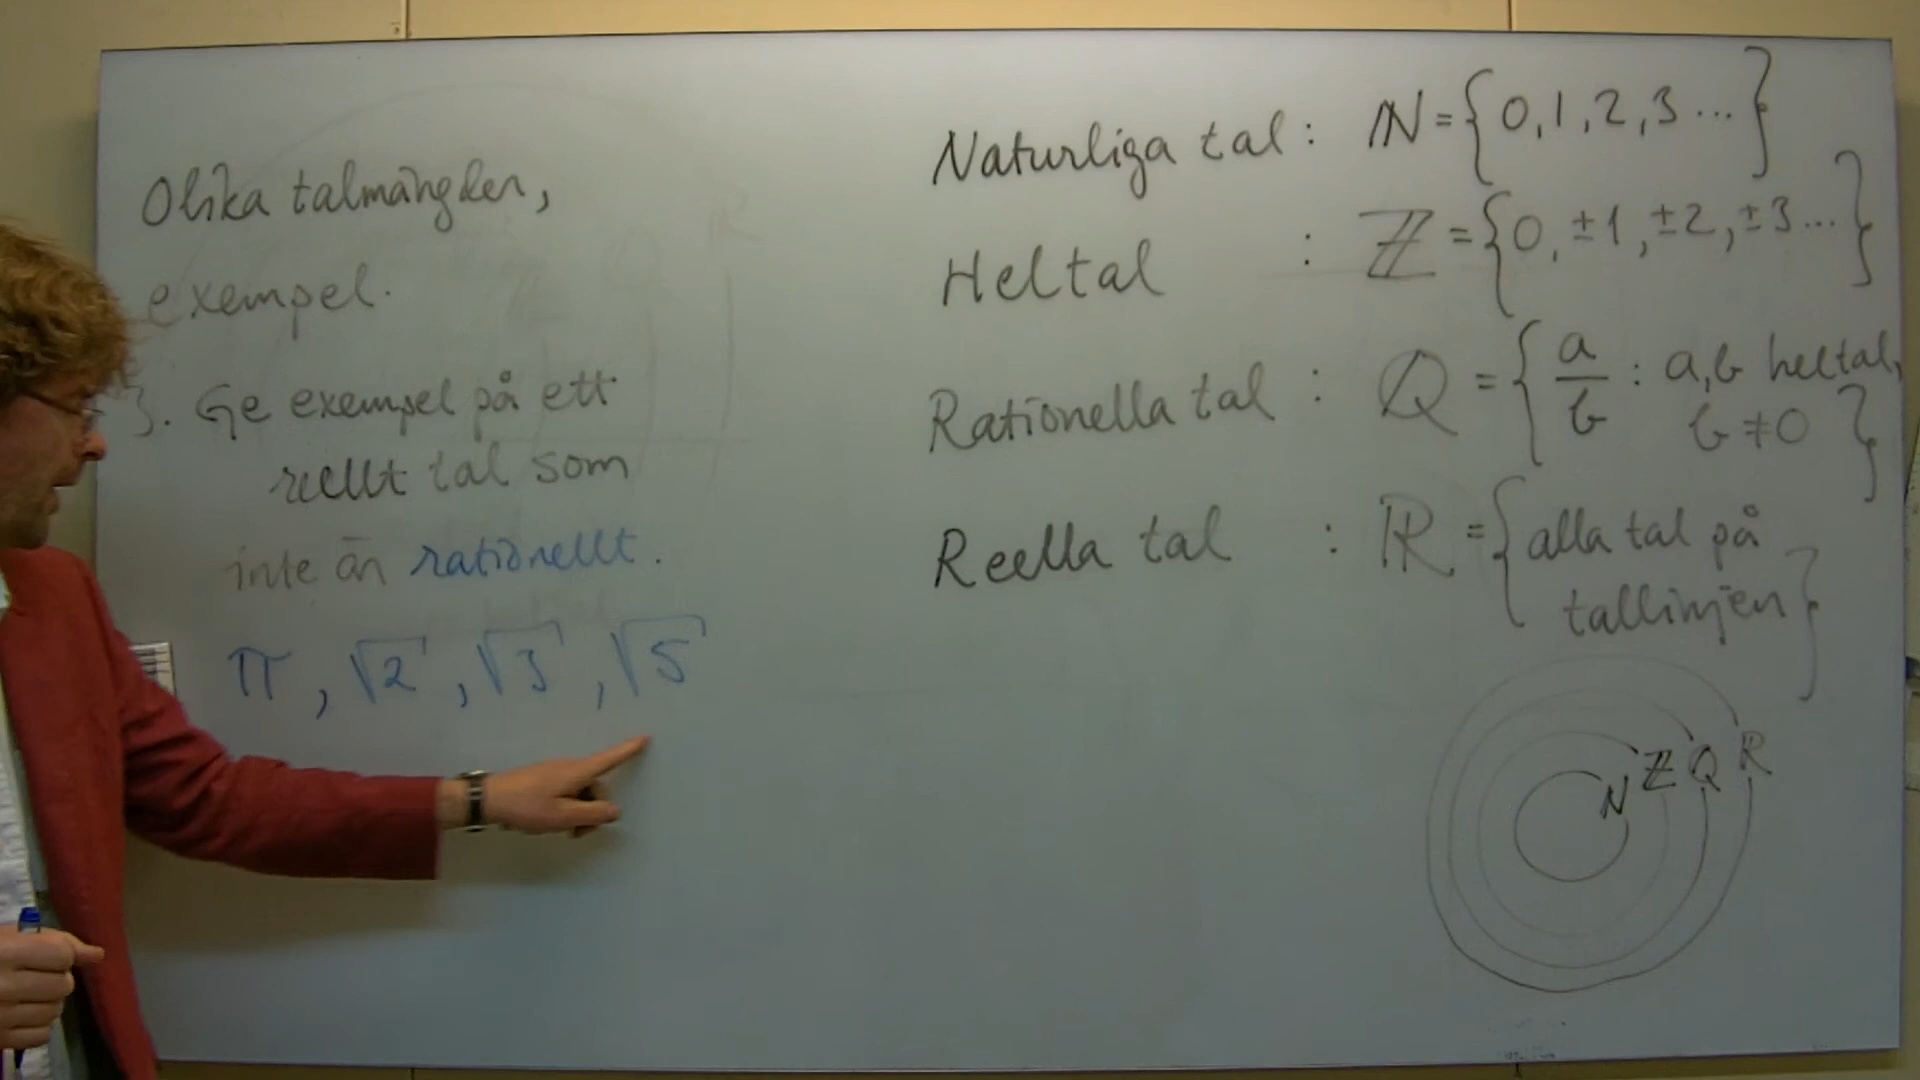 Olika talmängder,
exempel.
3. Ge exempel på ett
reellt tal som
inte är rationellt.
π, √2, √3, √5
Naturliga tal : ℕ = {0, 1, 2, 3 ... }
Heltal : ℤ = {0, ±1, ±2, ±3 ... }
Rationella tal : Q = { a/b : a, b heltal,
b ≠ 0 }
Reella tal : ℝ = { alla tal på
tallinjen }
N ℤ Q R